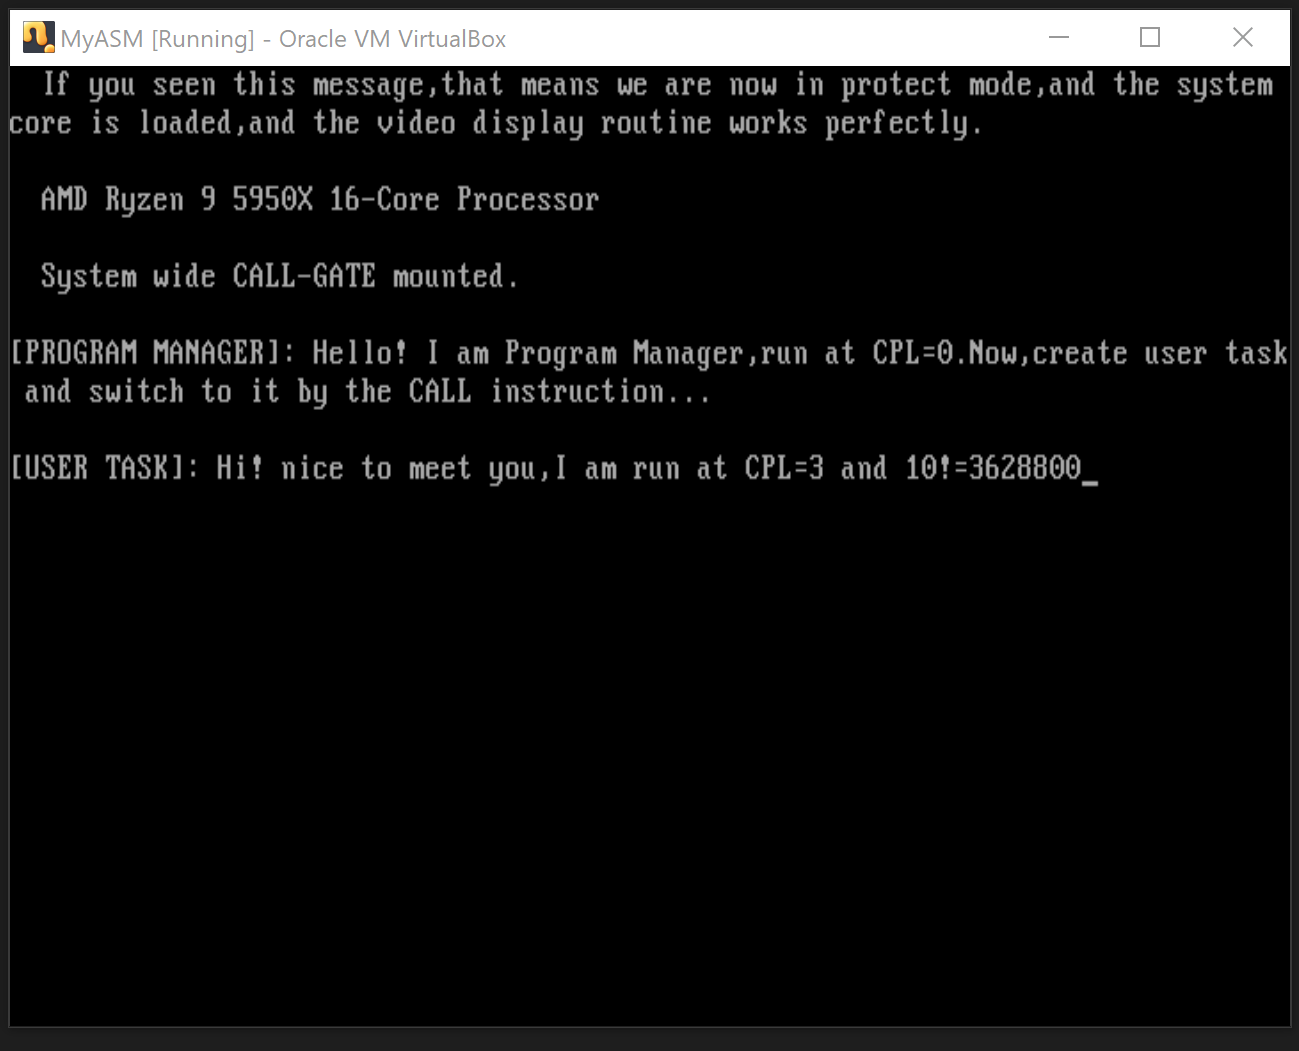 MyASM [Running] - Oracle VM VirtualBox
If you seen this message,that means we are now in protect mode,and the system
core is loaded,and the video display routine works perfectly.
AMD Ryzen 9 5950X 16-Core Processor
System wide CALL-GATE mounted.
[PROGRAM MANAGER]: Hello! I am Program Manager,run at CPL=0.Now,create user task
and switch to it by the CALL instruction...
[USER TASK]: Hi! nice to meet you,I am run at CPL=3 and 10!=3628800_